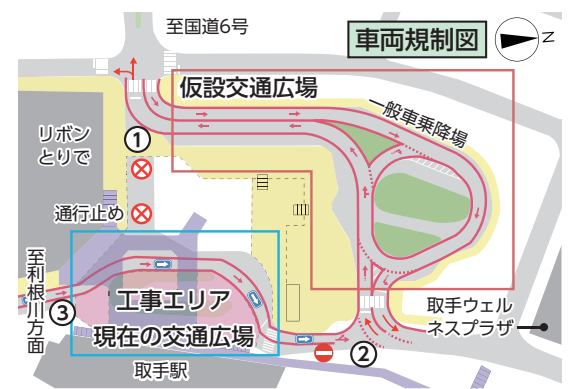 至国道6号
車両規制図
N
仮設交通広場
一般車乗降場
リボン
とりで
①
通行止め
至利根川方面
③
工事エリア
現在の交通広場
取手駅
②
取手ウェル
ネスプラザ